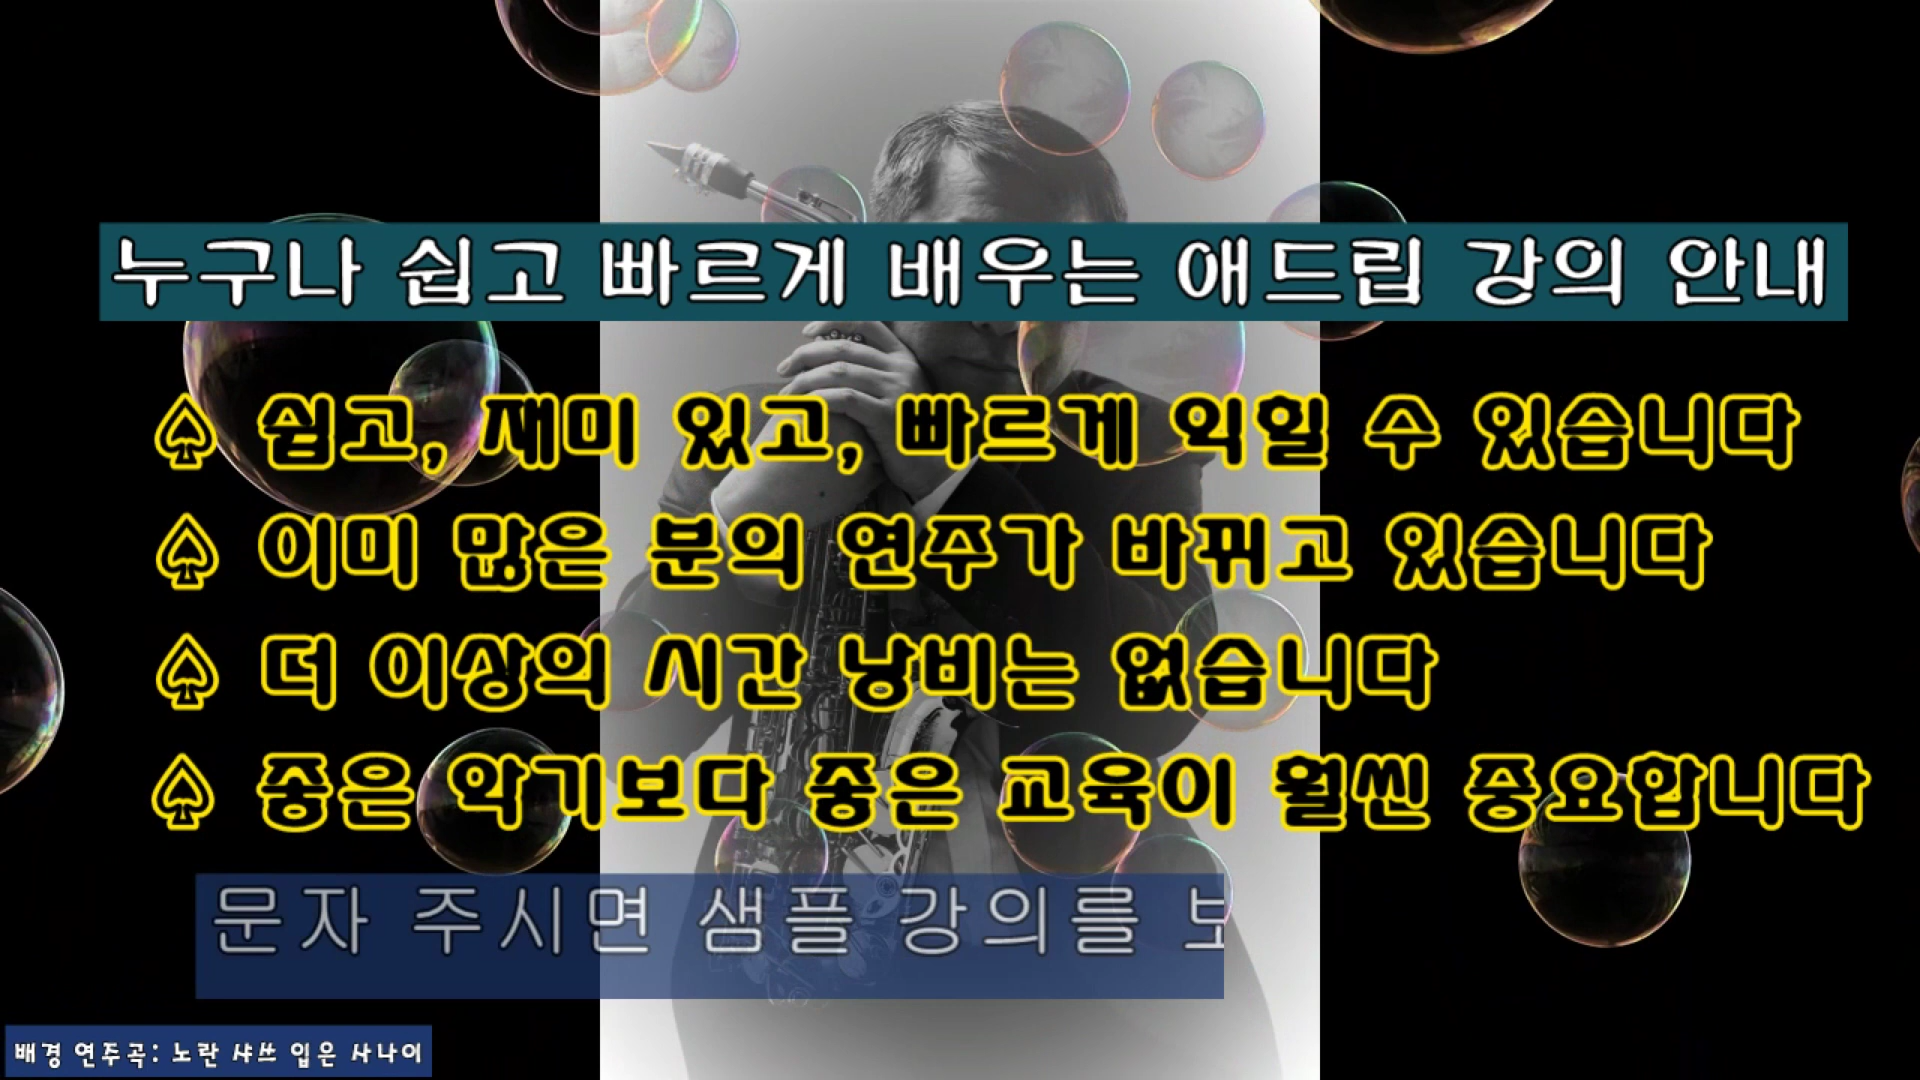 누구나 쉽고 빠르게 배우는 애드립 강의 안내
♤ 쉽고, 재미 있고, 빠르게 익힐 수 있습니다
♤ 이미 많은 분의 연주가 바뀌고 있습니다
♤ 더 이상의 시간 낭비는 없습니다
♤ 좋은 악기보다 좋은 교육이 훨씬 중요합니다
문자 주시면 샘플 강의를
배경 연주곡: 노란 샤쓰 입은 사나이